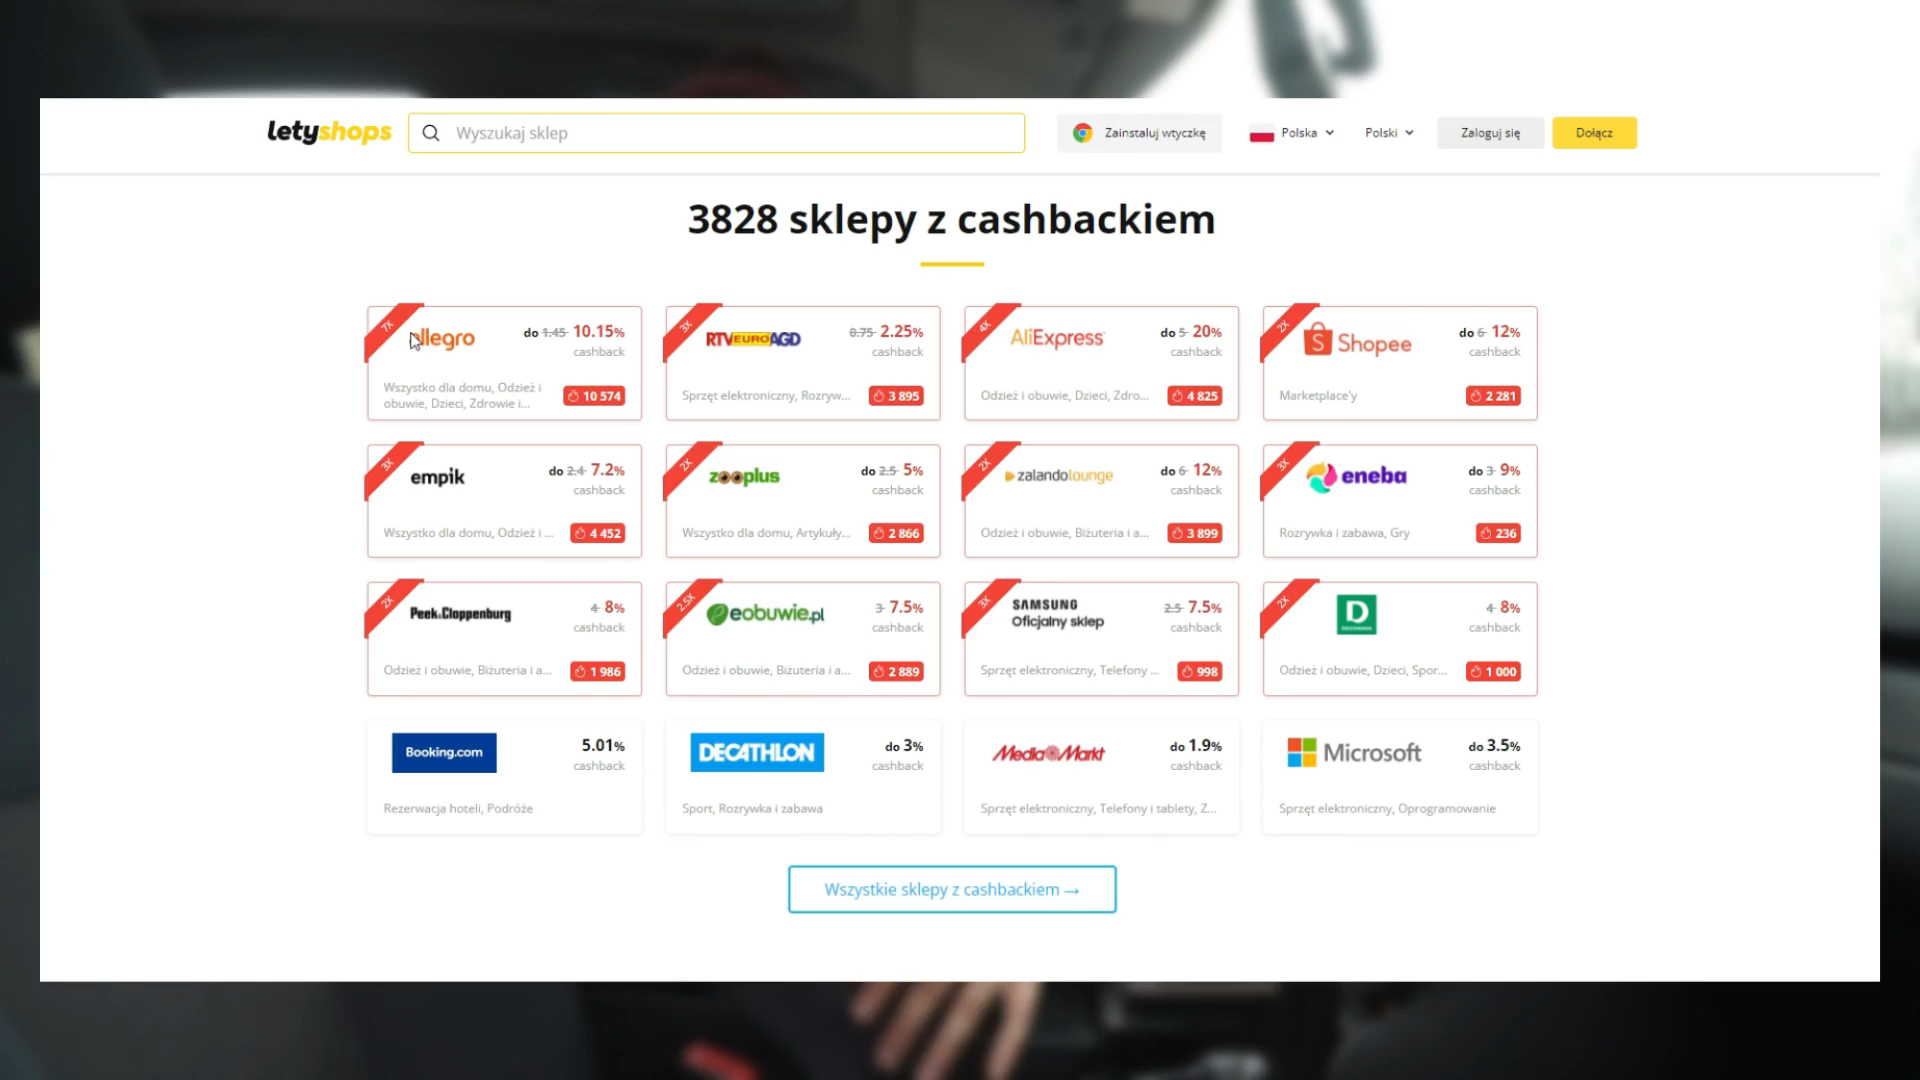 letyshops
Wyszukaj sklep
Zainstaluj wtyczkę
Polska
Polski
Zaloguj się
Dołącz
3828 sklepy z cashbackiem
7X
allegro
do 1.45 10.15%
cashback
Wszystko dla domu, Odzież i
obuwie, Dzieci, Zdrowie i...
10 574
3X
RTV EURO AGD
0.75 2.25%
cashback
Sprzęt elektroniczny, Rozryw...
3 895
4X
AliExpress
do 5 20%
cashback
Odzież i obuwie, Dzieci, Zdro...
4 825
2X
Shopee
do 6 12%
cashback
Marketplace'y
2 281
3X
empik
do 2.4 7.2%
cashback
Wszystko dla domu, Odzież i ...
4 452
2X
zooplus
do 2.5 5%
cashback
Wszystko dla domu, Artykuły...
2 866
2X
zalandolounge
do 6 12%
cashback
Odzież i obuwie, Biżuteria i a...
3 899
3X
eneba
do 3 9%
cashback
Rozrywka i zabawa, Gry
236
2X
Peek&Cloppenburg
4 8%
cashback
Odzież i obuwie, Biżuteria i a...
1 986
2.5X
eobuwie.pl
3 7.5%
cashback
Odzież i obuwie, Biżuteria i a...
2 889
3X
SAMSUNG
Oficjalny sklep
2.5 7.5%
cashback
Sprzęt elektroniczny, Telefony ...
998
2X
D
DEICHMANN
4 8%
cashback
Odzież i obuwie, Dzieci, Spor...
1 000
Booking.com
5.01%
cashback
Rezerwacja hoteli, Podróże
DECATHLON
do 3%
cashback
Sport, Rozrywka i zabawa
MediaMarkt
do 1.9%
cashback
Sprzęt elektroniczny, Telefony i tablety, Z...
Microsoft
do 3.5%
cashback
Sprzęt elektroniczny, Oprogramowanie
Wszystkie sklepy z cashbackiem →